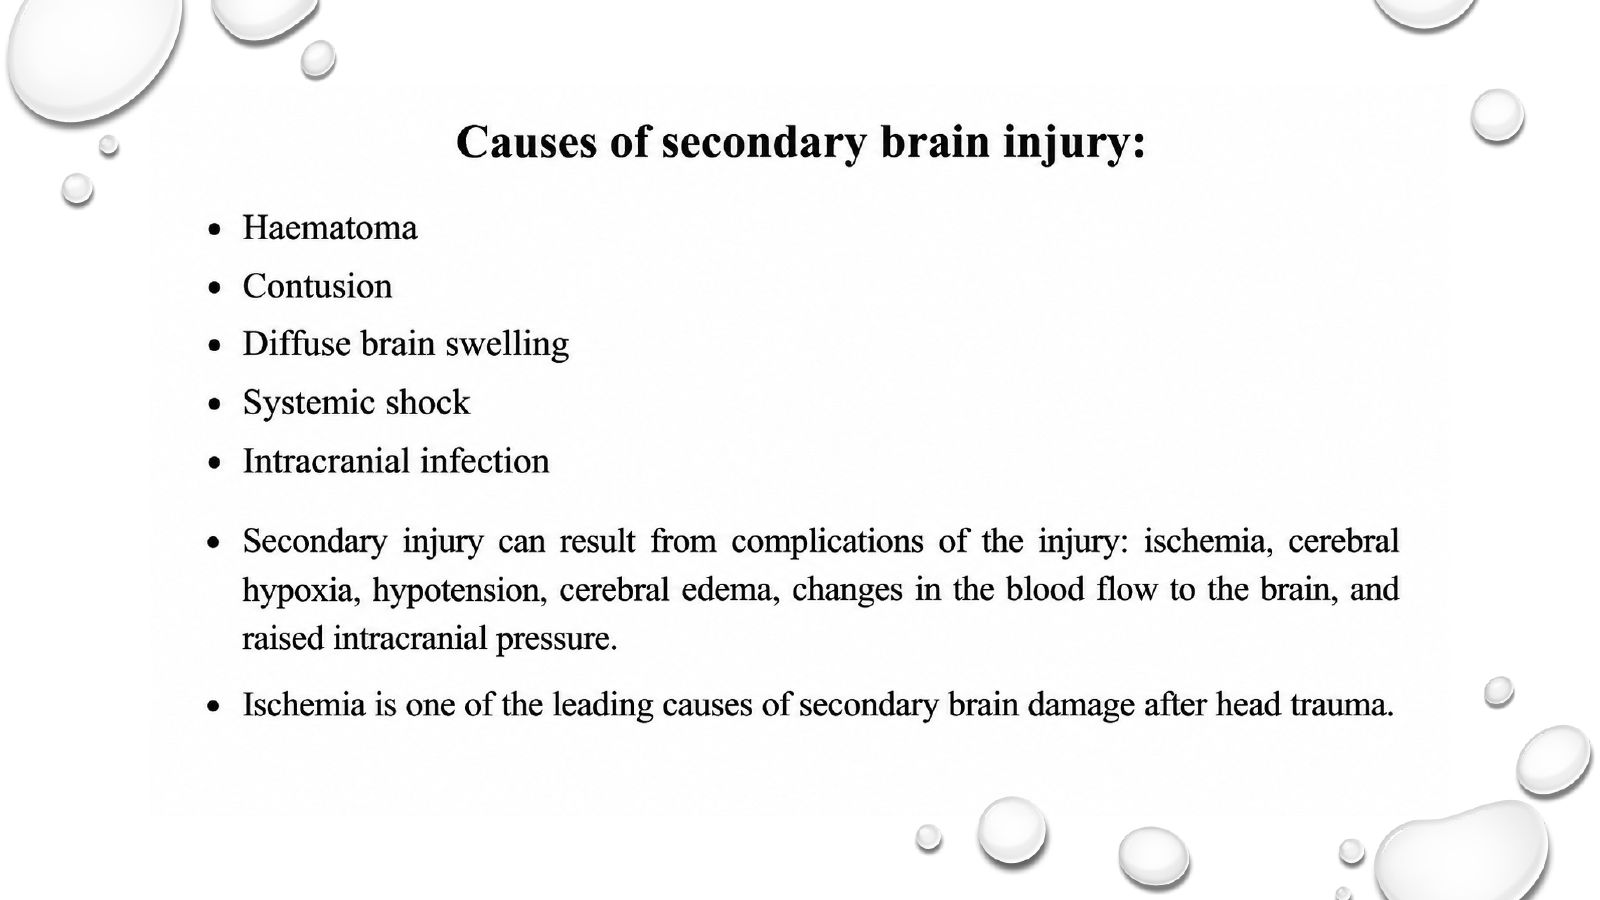 Causes of secondary brain injury:
• Haematoma
• Contusion
• Diffuse brain swelling
• Systemic shock
• Intracranial infection
• Secondary injury can result from complications of the injury: ischemia, cerebral
hypoxia, hypotension, cerebral edema, changes in the blood flow to the brain, and
raised intracranial pressure.
• Ischemia is one of the leading causes of secondary brain damage after head trauma.